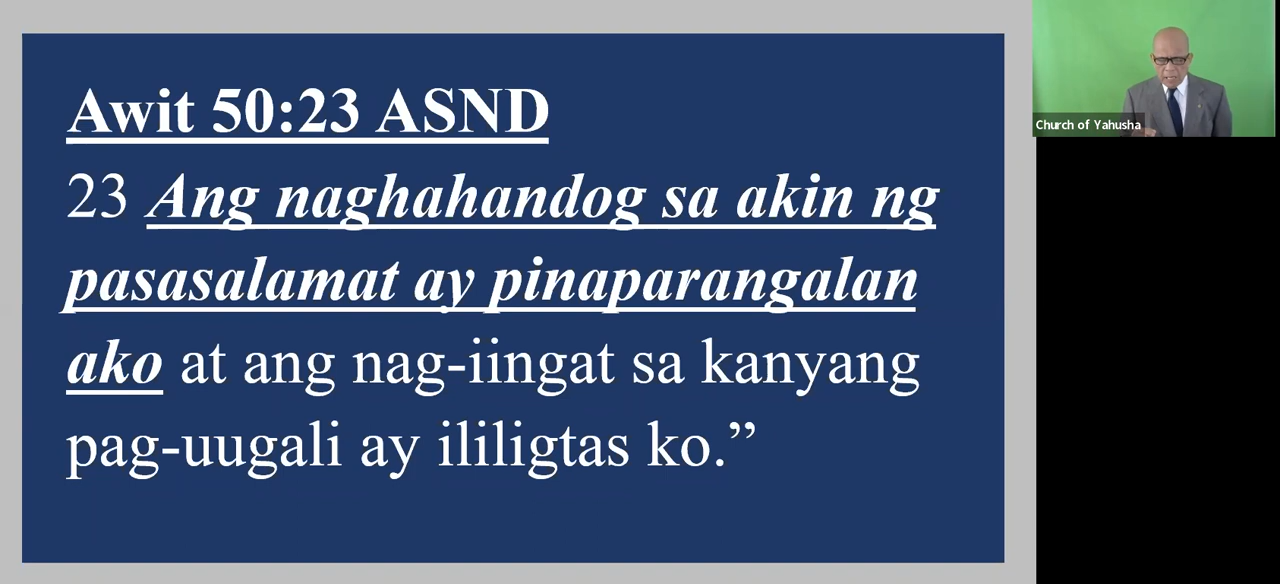 Awit 50:23 ASND
23 Ang naghahandog sa akin ng
pasasalamat ay pinaparangalan
ako at ang nag-iingat sa kanyang
pag-uugali ay ililigtas ko.”
Church of Yahusha